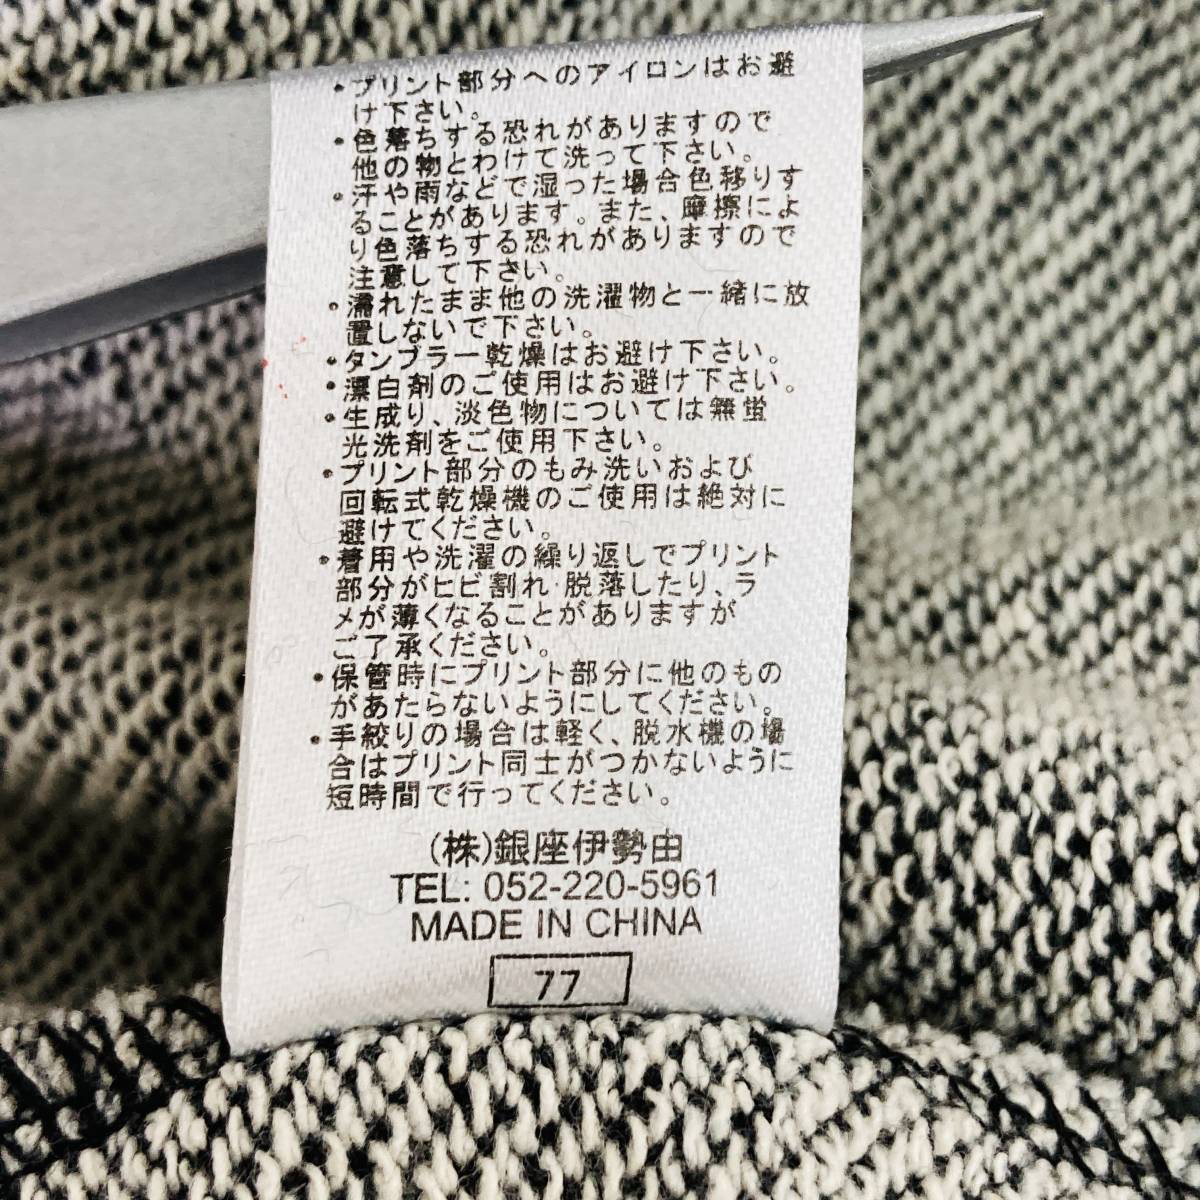 ・プリント部分へのアイロンはお避
け下さい。
・色落ちする恐れがありますので
他の物とわけて洗って下さい。
・汗や雨などで湿った場合色移りす
ることがあります。また、摩擦によ
り色落ちする恐れがありますので
注意して下さい。
・濡れたまま他の洗濯物と一緒に放
置しないで下さい。
・タンブラー乾燥はお避け下さい。
・漂白剤のご使用はお避け下さい。
・生成り、淡色物については無蛍
光洗剤をご使用下さい。
・プリント部分のもみ洗いおよび
回転式乾燥機のご使用は絶対に
避けてください。
・着用や洗濯の繰り返しでプリント
部分がヒビ割れ・脱落したり、ラ
メが薄くなることがありますが
ご了承ください。
・保管時にプリント部分に他のもの
があたらないようにしてください。
・手絞りの場合は軽く、脱水機の場
合はプリント同士がつかないように
短時間で行ってください。
(株)銀座伊勢由
TEL: 052-220-5961
MADE IN CHINA
77